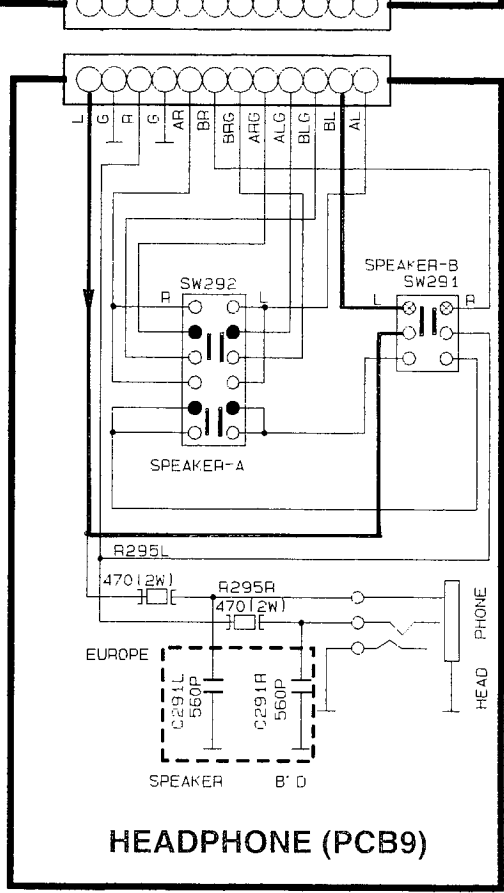 L G R G AR BR BRG ARG ALG BLG BL AL
SPEAKER-B
SW292 SW291
R L L R
SPEAKER-A
R295L
470(2W) R295R
470(2W)
EUROPE
C291L
560P
C291R
560P
HEAD PHONE
SPEAKER B'D
HEADPHONE (PCB9)